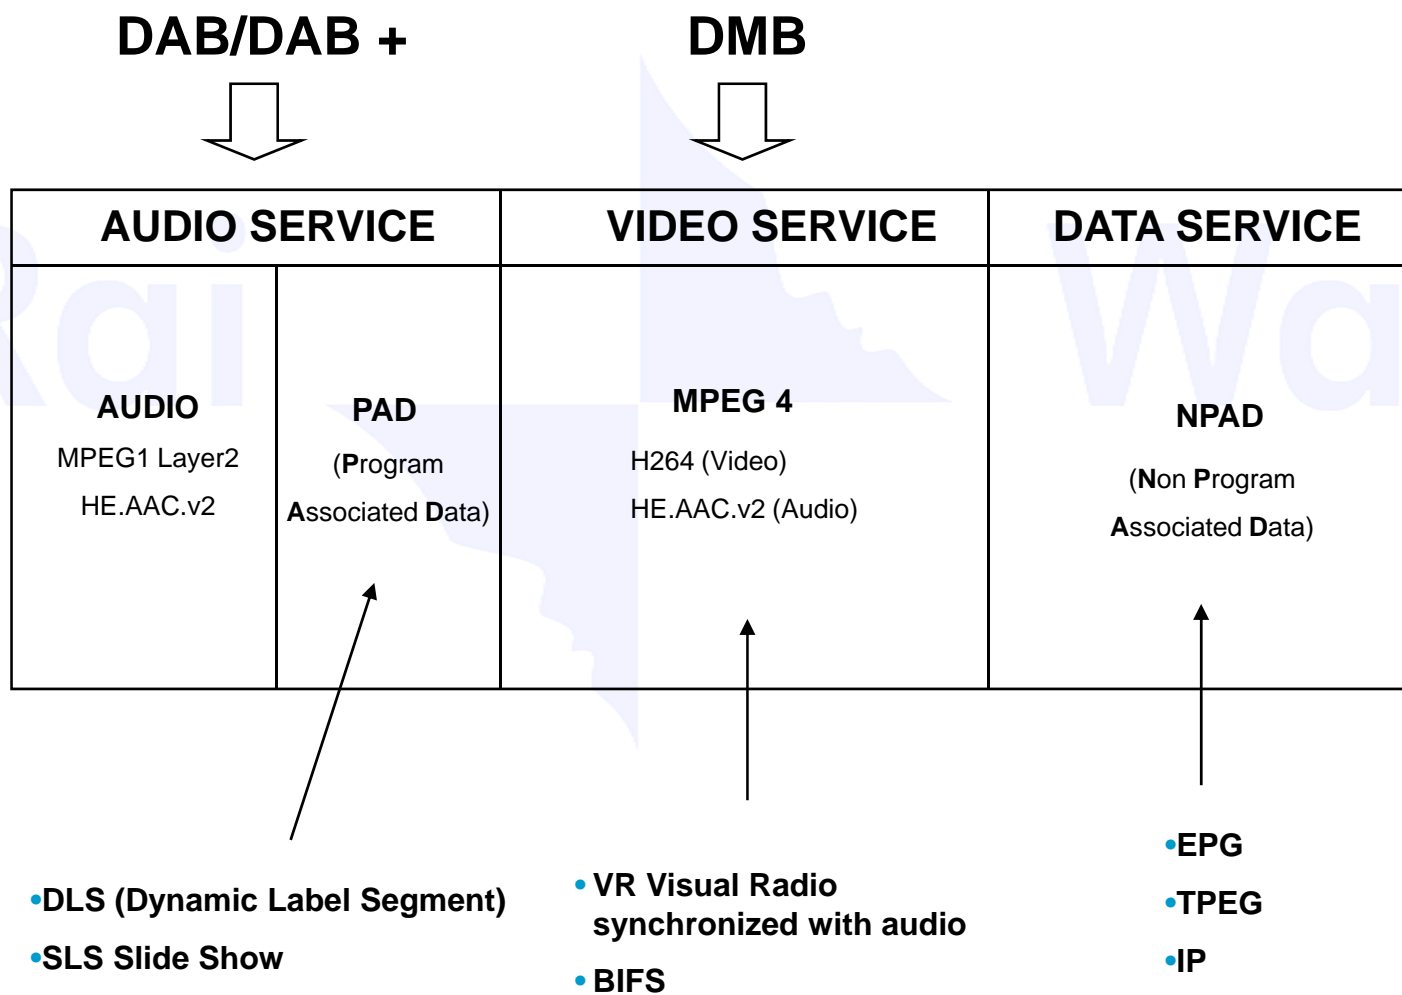 DAB/DAB +
DMB
AUDIO SERVICE
VIDEO SERVICE
DATA SERVICE
AUDIO
MPEG1 Layer2
HE.AAC.v2
PAD
(Program
Associated Data)
MPEG 4
H264 (Video)
HE.AAC.v2 (Audio)
NPAD
(Non Program
Associated Data)
•DLS (Dynamic Label Segment)
•SLS Slide Show
• VR Visual Radio
synchronized with audio
• BIFS
•EPG
•TPEG
•IP
Rai
Wa